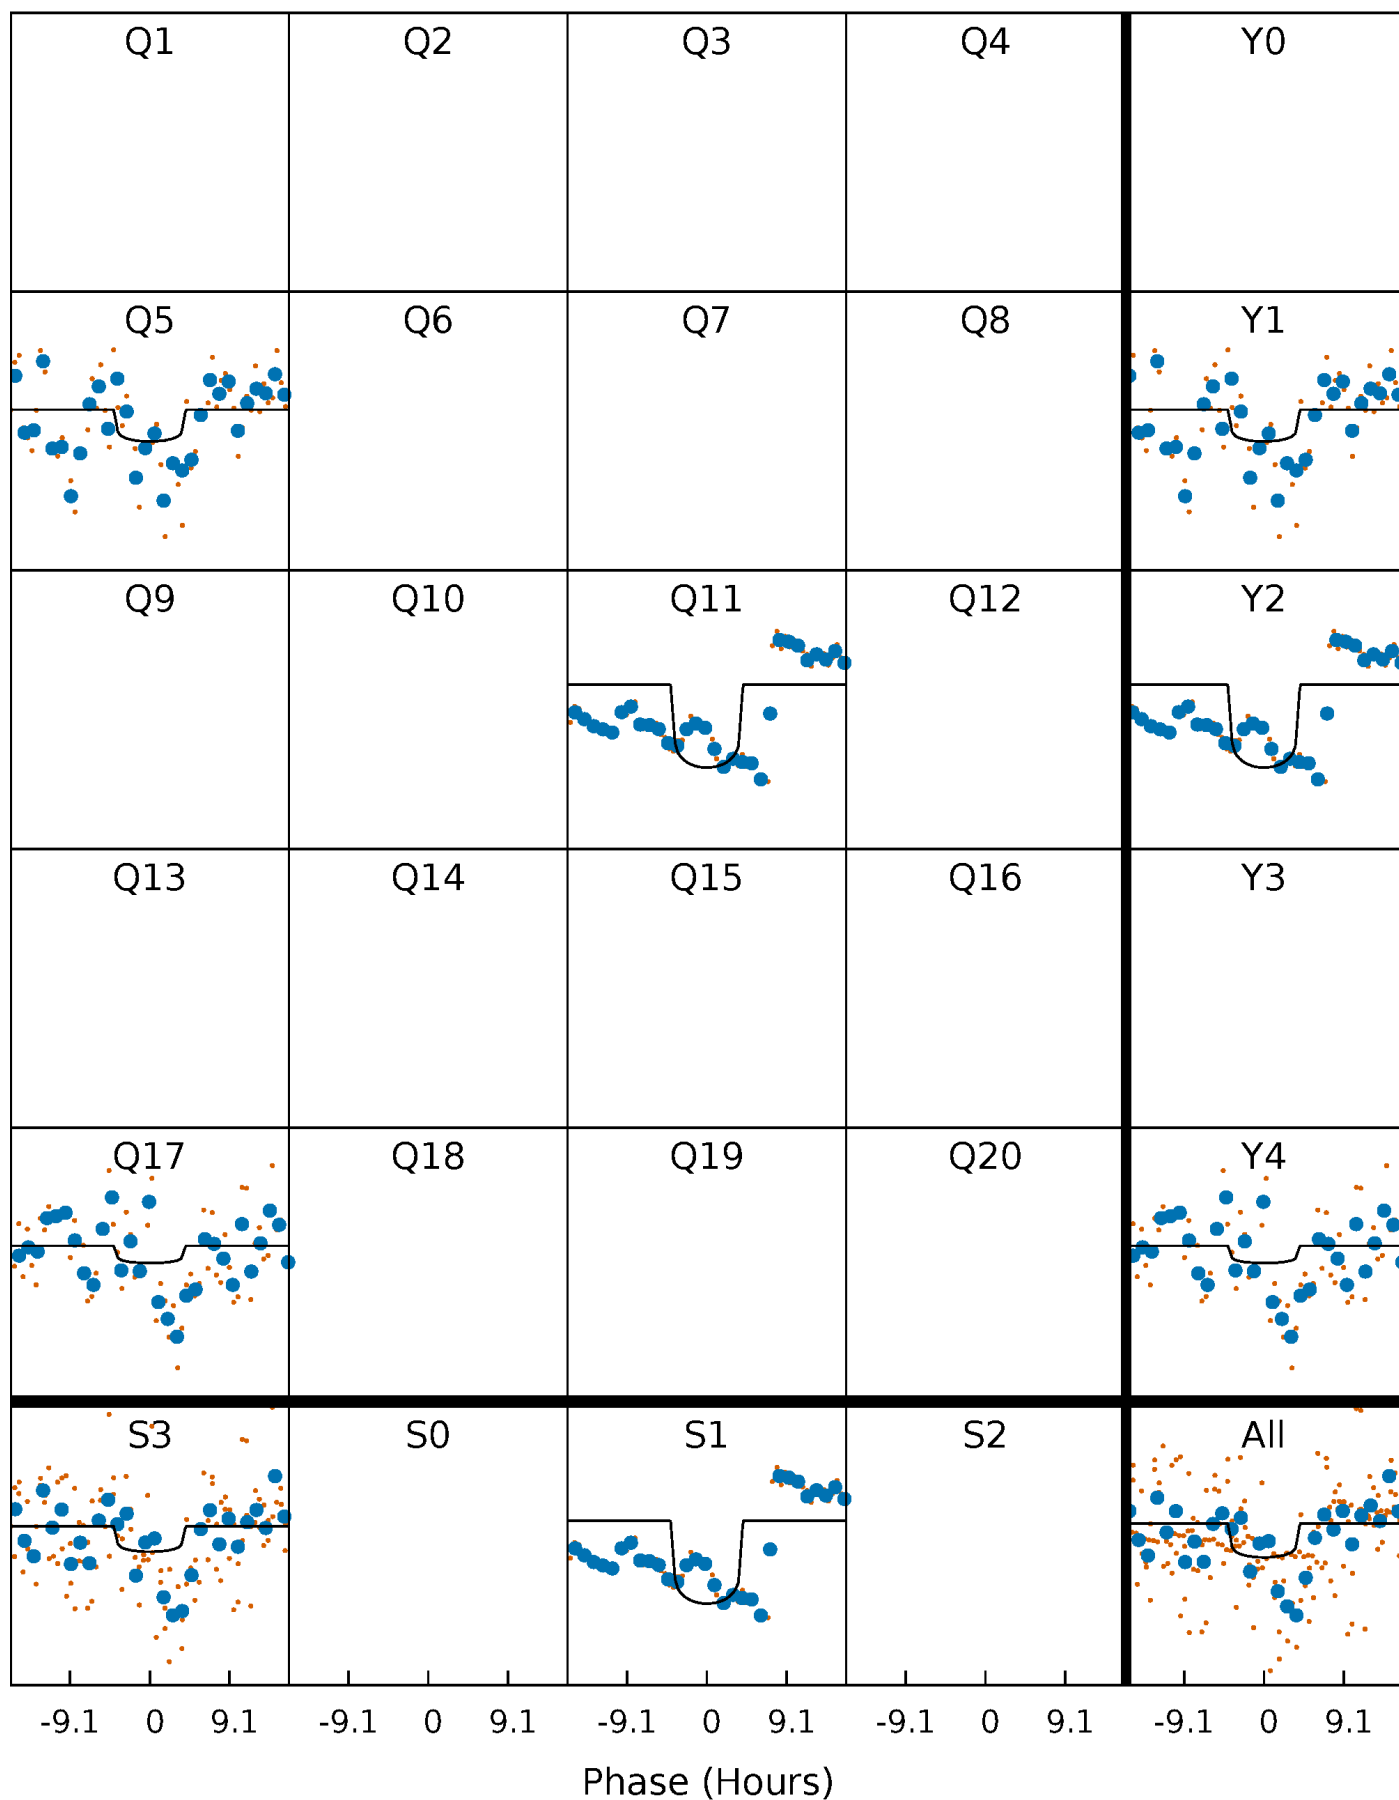 Q1 Q2 Q3 Q4 Y0
Q5 Q6 Q7 Q8 Y1
Q9 Q10 Q11 Q12 Y2
Q13 Q14 Q15 Q16 Y3
Q17 Q18 Q19 Q20 Y4
S3 S0 S1 S2 All
-9.1 0 9.1 -9.1 0 9.1 -9.1 0 9.1 -9.1 0 9.1 -9.1 0 9.1
Phase (Hours)